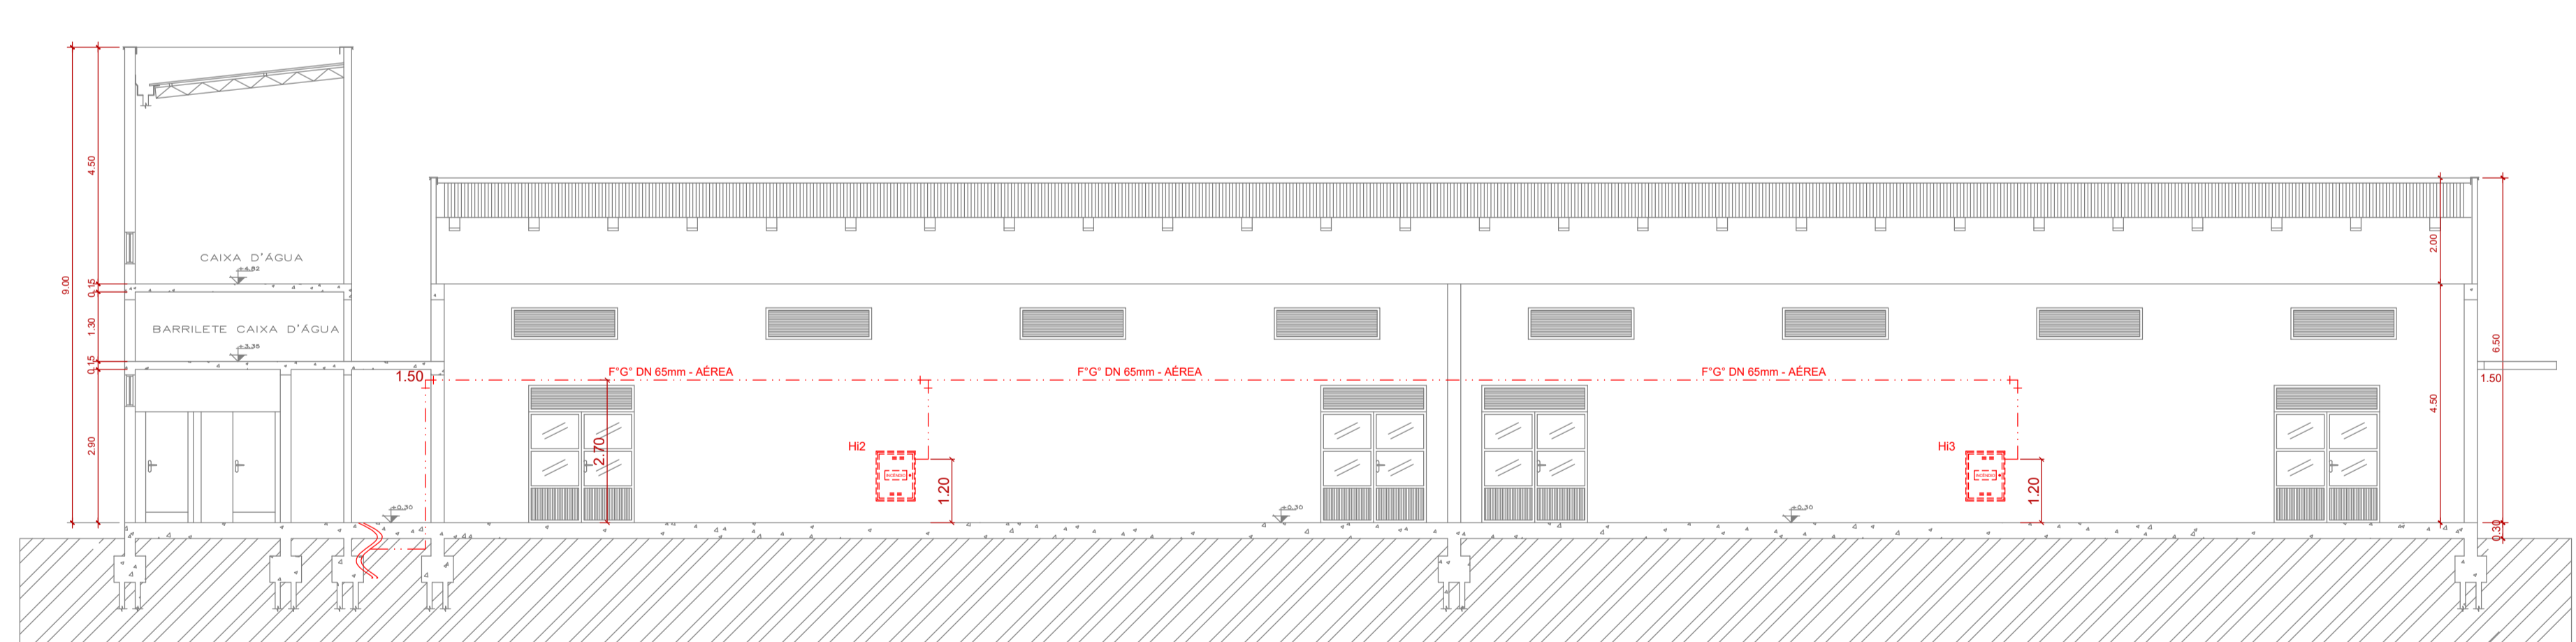 4.50
9.00
0.15
1.30
0.15
2.90
CAIXA D'ÁGUA
+4,82
BARRILETE CAIXA D'ÁGUA
+3,35
1.50
F°G° DN 65mm - AÉREA
F°G° DN 65mm - AÉREA
F°G° DN 65mm - AÉREA
2.70
Hi2
INCÊNDIO
1.20
Hi3
INCÊNDIO
1.20
+0,30
+0,30
+0,30
2.00
4.50
6.50
1.50
0.30